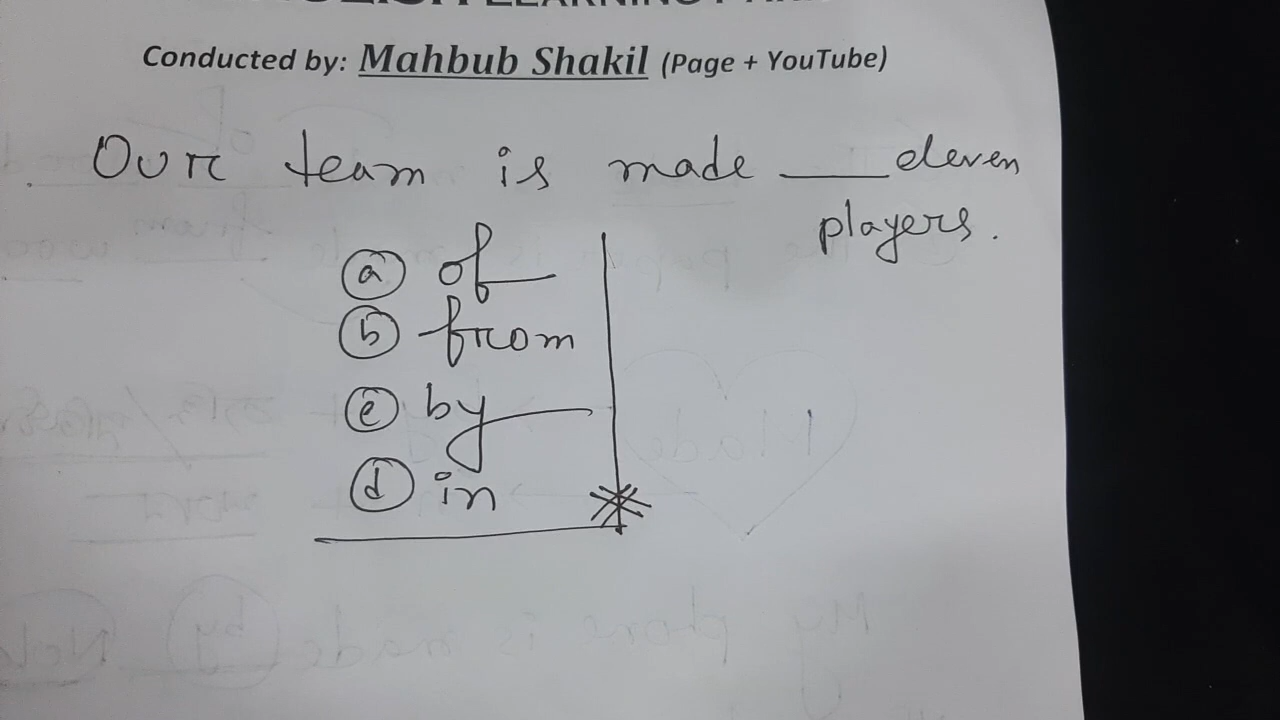 Conducted by: Mahbub Shakil (Page + YouTube)
Our team is made ____ eleven
players.
a of
b from
c by
d in